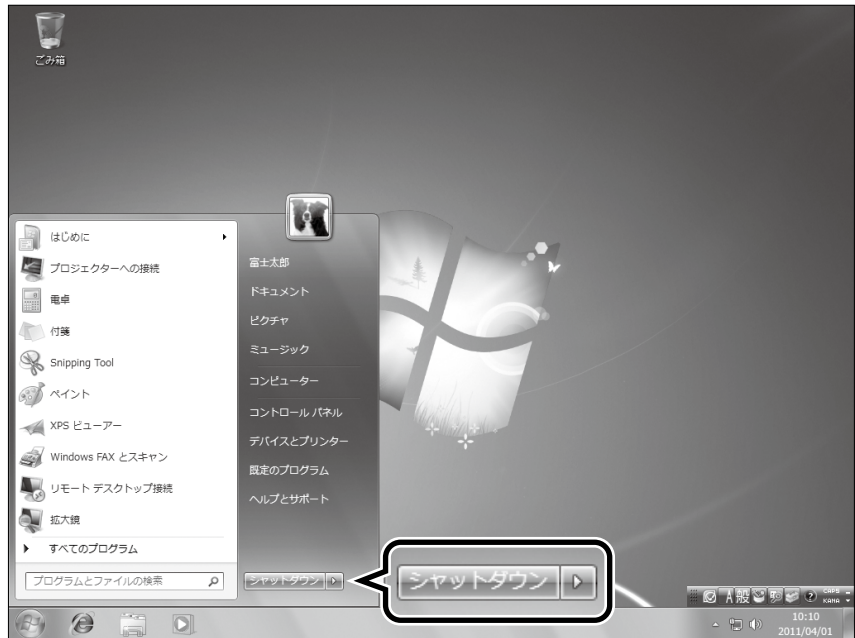 ごみ箱
はじめに
プロジェクターへの接続
電卓
付箋
Snipping Tool
ペイント
XPS ビューアー
Windows FAX とスキャン
リモート デスクトップ接続
拡大鏡
すべてのプログラム
プログラムとファイルの検索
富士太郎
ドキュメント
ピクチャ
ミュージック
コンピューター
コントロール パネル
デバイスとプリンター
既定のプログラム
ヘルプとサポート
シャットダウン
シャットダウン
A 般
CAPS
KANA
10:10
2011/04/01